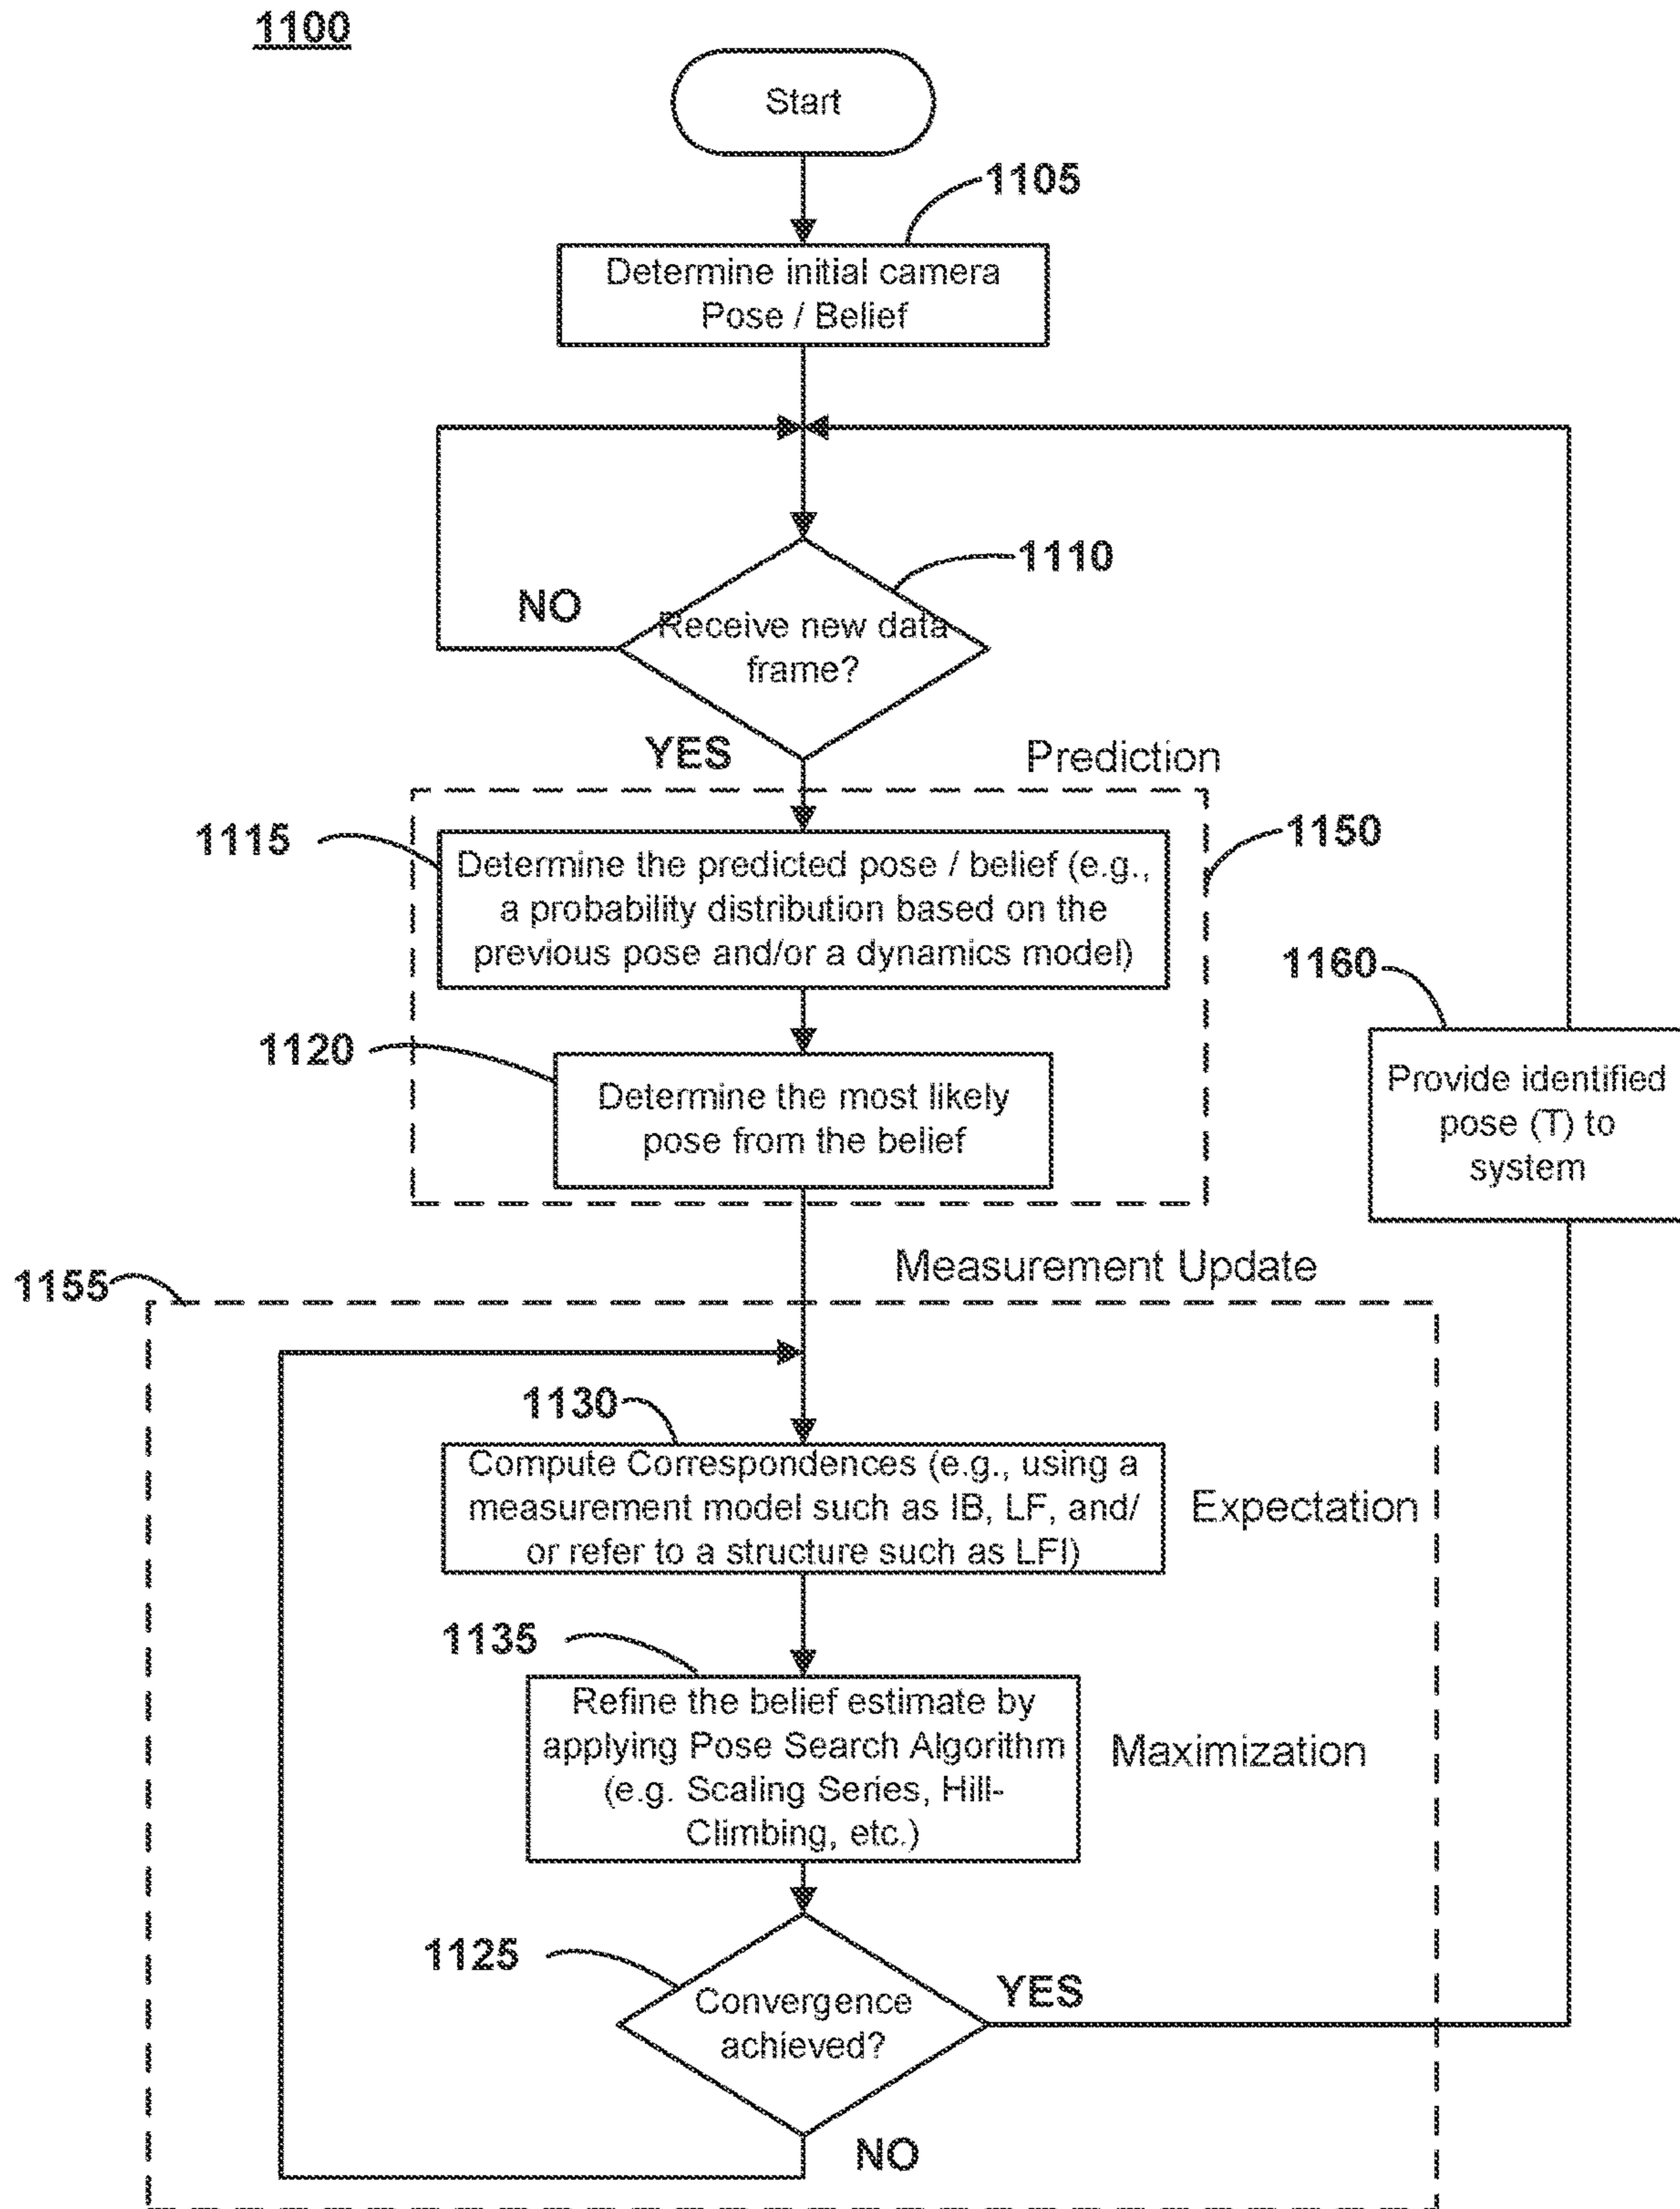 1100
Start
1105
Determine initial camera
Pose / Belief
1110
NO
Receive new data
frame?
YES
Prediction
1115
1150
Determine the predicted pose / belief (e.g.,
a probability distribution based on the
previous pose and/or a dynamics model)
1160
1120
Determine the most likely
pose from the belief
Provide identified
pose (T) to
system
Measurement Update
1155
1130
Compute Correspondences (e.g., using a
measurement model such as IB, LF, and/
or refer to a structure such as LFI)
Expectation
1135
Refine the belief estimate by
applying Pose Search Algorithm
(e.g. Scaling Series, Hill-
Climbing, etc.)
Maximization
1125
Convergence
achieved?
YES
NO